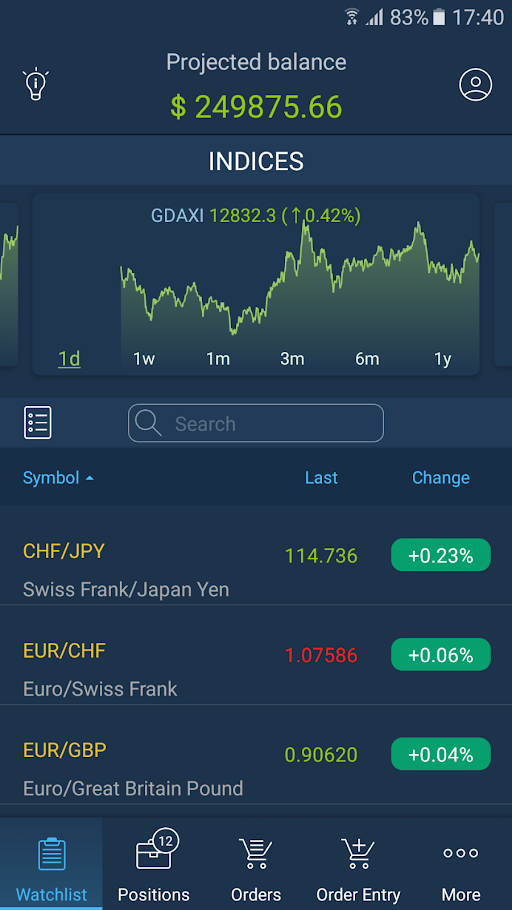 83% 17:40
Projected balance
$ 249875.66
INDICES
GDAXI 12832.3 (↑0.42%)
1d 1w 1m 3m 6m 1y
Search
Symbol Last Change
CHF/JPY 114.736 +0.23%
Swiss Frank/Japan Yen
EUR/CHF 1.07586 +0.06%
Euro/Swiss Frank
EUR/GBP 0.90620 +0.04%
Euro/Great Britain Pound
12
Watchlist Positions Orders Order Entry More